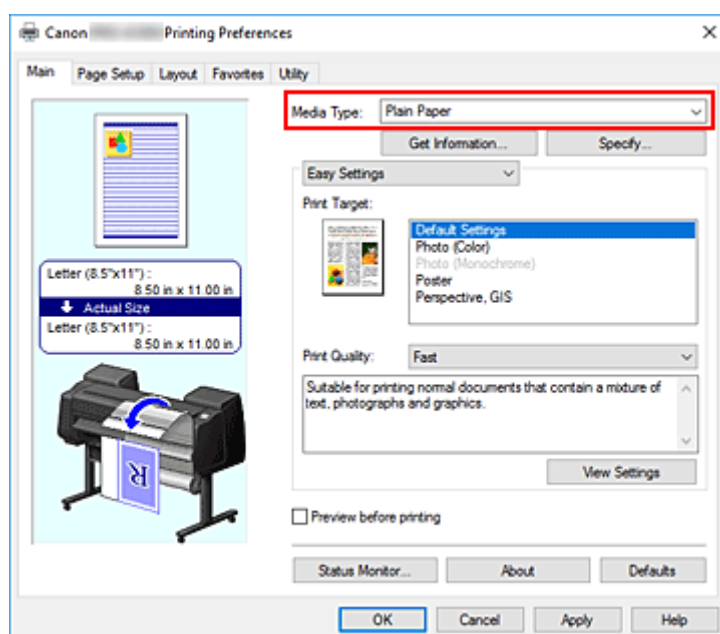 Canon Printing Preferences
Main Page Setup Layout Favorites Utility
Media Type: Plain Paper
Get Information... Specify...
Easy Settings
Print Target:
Default Settings
Photo (Color)
Photo (Monochrome)
Poster
Perspective, GIS
Letter (8.5"x11") :
8.50 in x 11.00 in
Actual Size
Letter (8.5"x11") :
8.50 in x 11.00 in
R
Print Quality: Fast
Suitable for printing normal documents that contain a mixture of
text, photographs and graphics.
View Settings
Preview before printing
Status Monitor... About Defaults
OK Cancel Apply Help